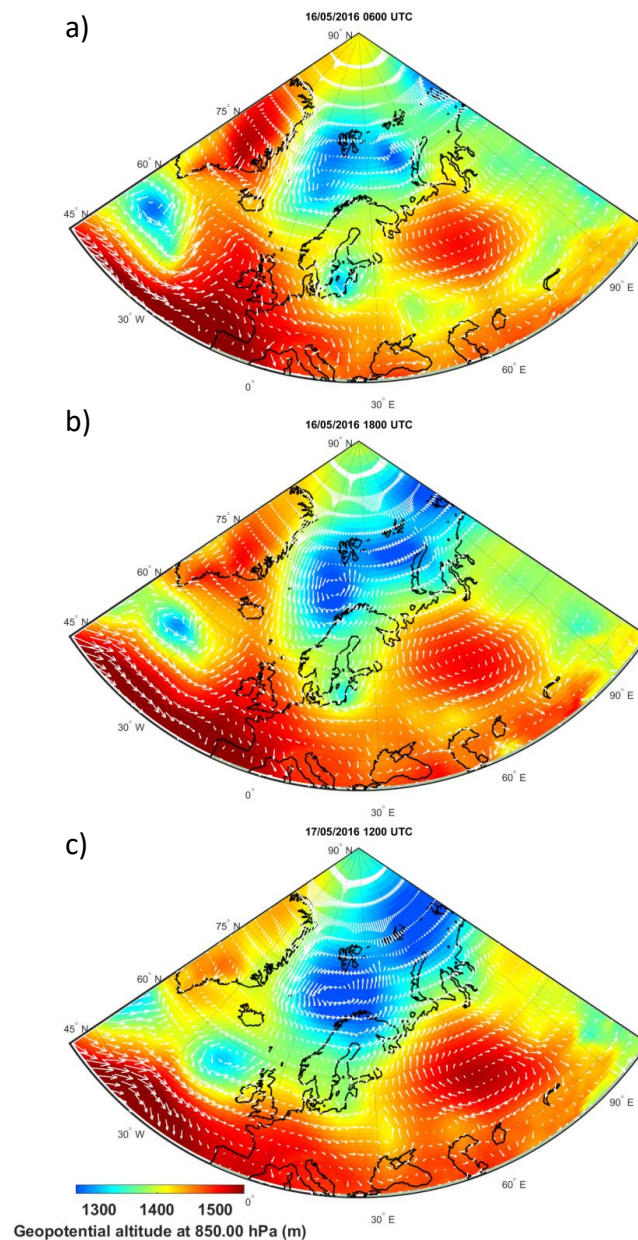 a)
16/05/2016 0600 UTC
90° N
75° N
60° N
45° N
30° W
0°
30° E
60° E
90° E
b)
16/05/2016 1800 UTC
90° N
75° N
60° N
45° N
30° W
0°
30° E
60° E
90° E
c)
17/05/2016 1200 UTC
90° N
75° N
60° N
45° N
30° W
0°
30° E
60° E
90° E
1300 1400 1500
Geopotential altitude at 850.00 hPa (m)